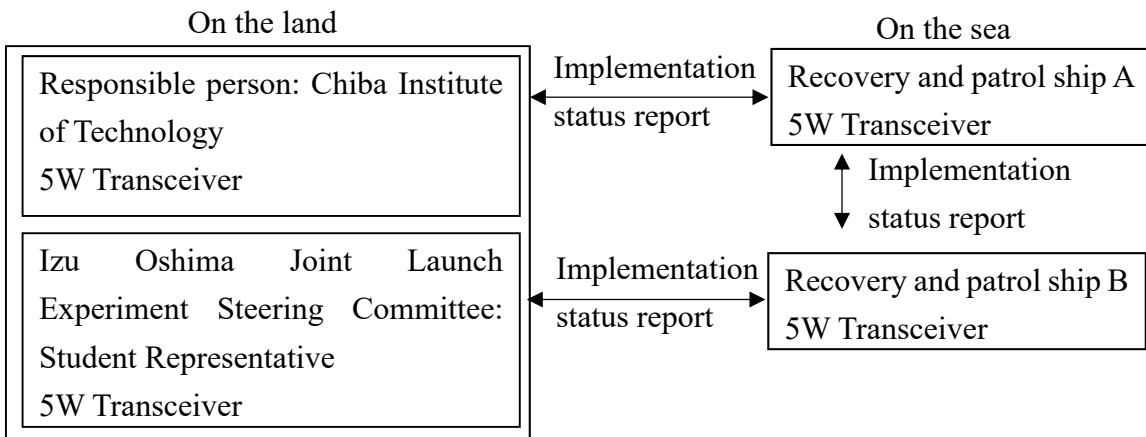 On the land
Responsible person: Chiba Institute
of Technology
5W Transceiver
Izu Oshima Joint Launch
Experiment Steering Committee:
Student Representative
5W Transceiver
Implementation
status report
Implementation
status report
On the sea
Recovery and patrol ship A
5W Transceiver
Implementation
status report
Recovery and patrol ship B
5W Transceiver